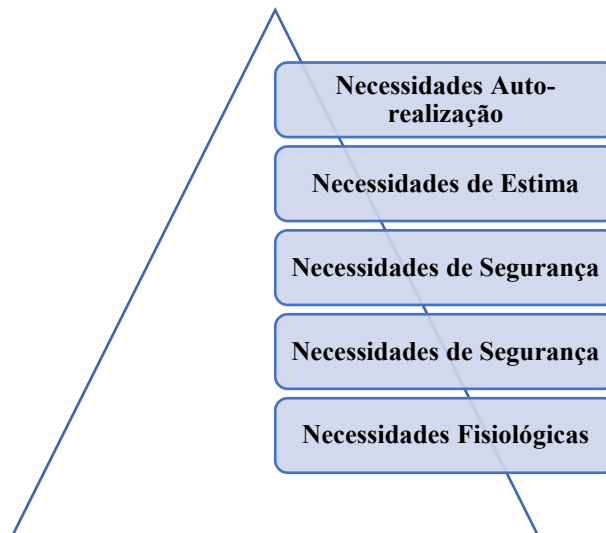 Necessidades Auto-
realização
Necessidades de Estima
Necessidades de Segurança
Necessidades de Segurança
Necessidades Fisiológicas